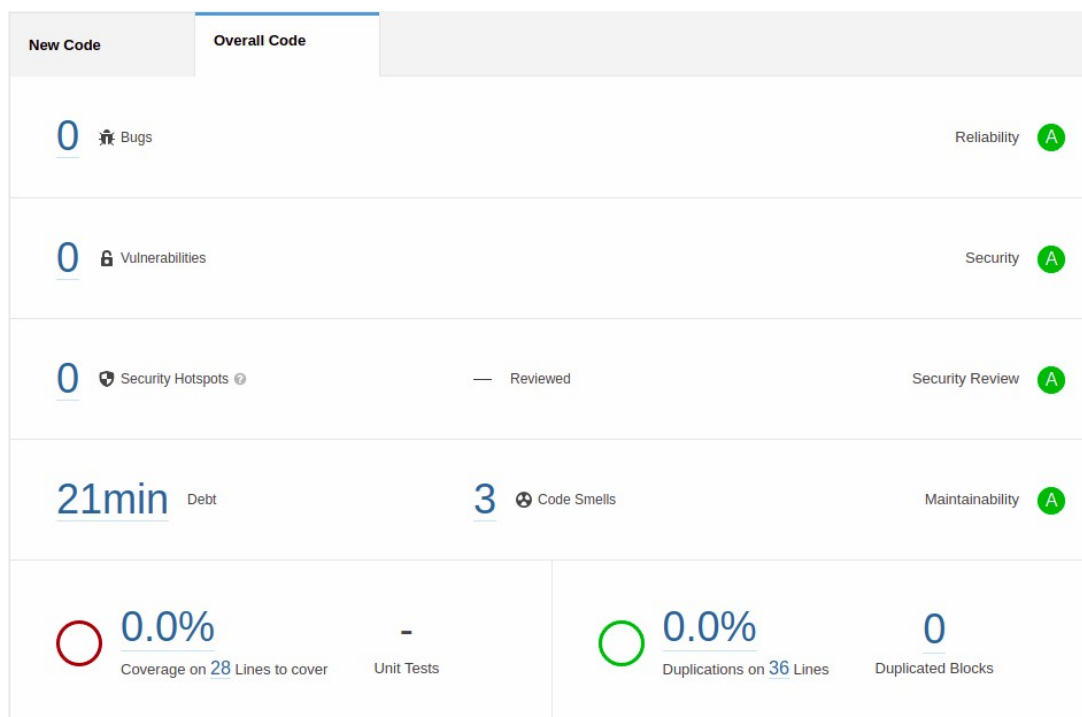 New Code Overall Code
0 Bugs Reliability A
0 Vulnerabilities Security A
0 Security Hotspots ? — Reviewed Security Review A
21min Debt 3 Code Smells Maintainability A
0.0% - 0.0% 0
Coverage on 28 Lines to cover Unit Tests Duplications on 36 Lines Duplicated Blocks